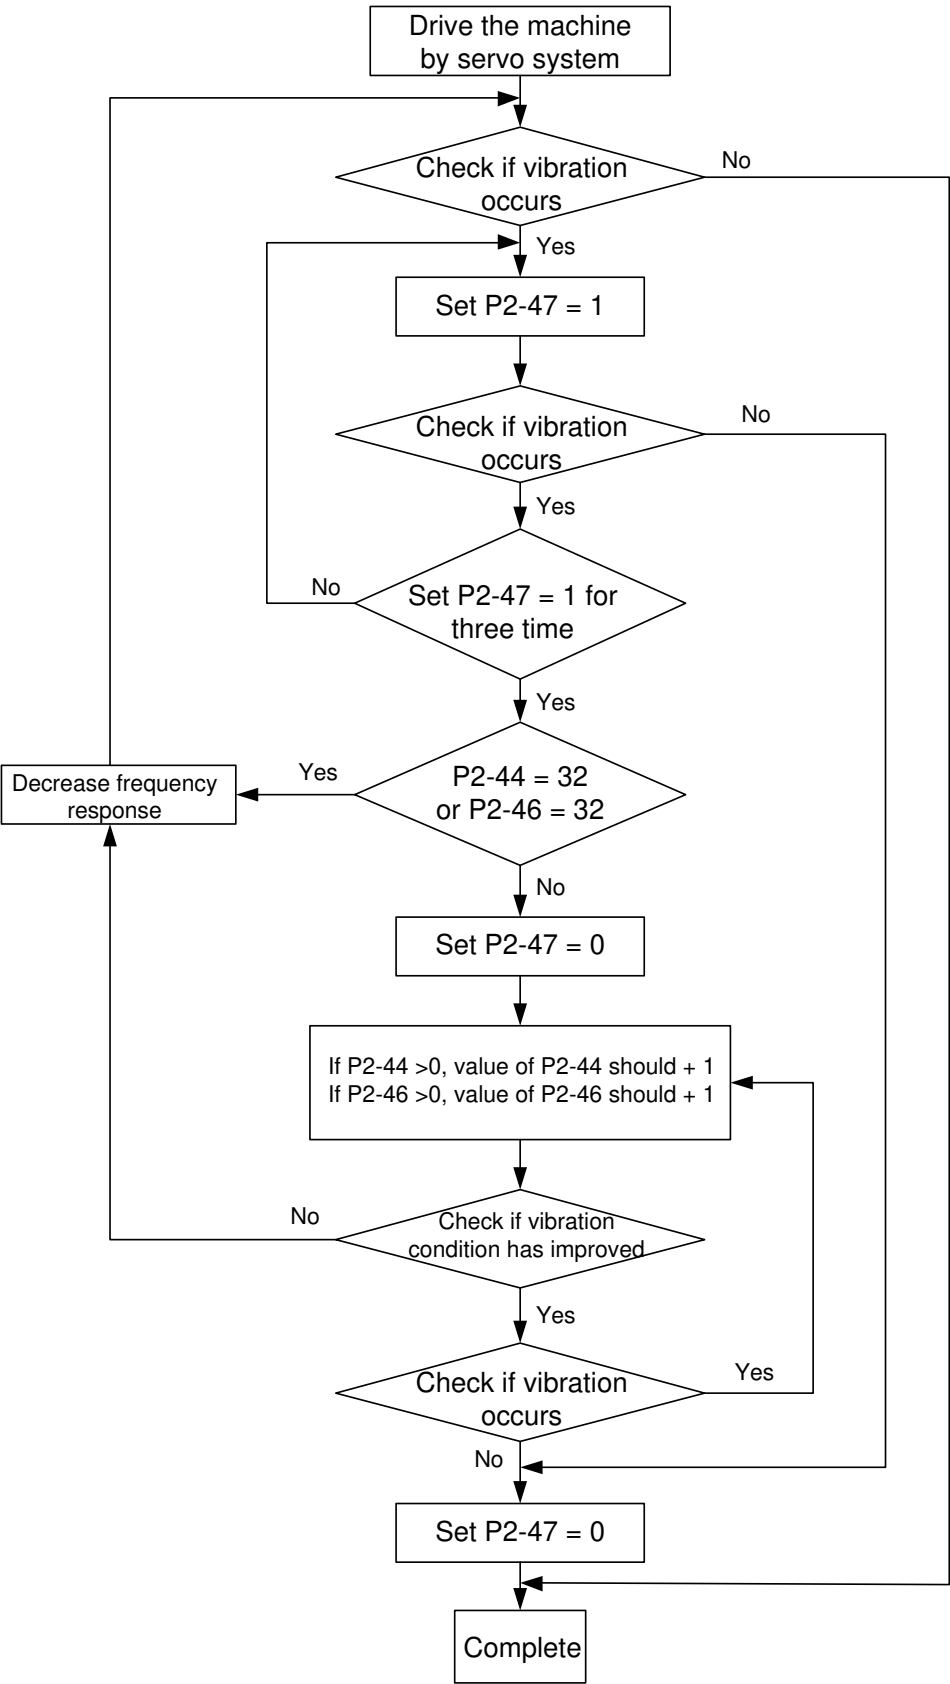 Drive the machine
by servo system
Check if vibration
occurs
No
Yes
Set P2-47 = 1
Check if vibration
occurs
No
Yes
Set P2-47 = 1 for
three time
No
Yes
P2-44 = 32
or P2-46 = 32
Yes
Decrease frequency
response
No
Set P2-47 = 0
If P2-44 >0, value of P2-44 should + 1
If P2-46 >0, value of P2-46 should + 1
Check if vibration
condition has improved
No
Yes
Check if vibration
occurs
Yes
No
Set P2-47 = 0
Complete